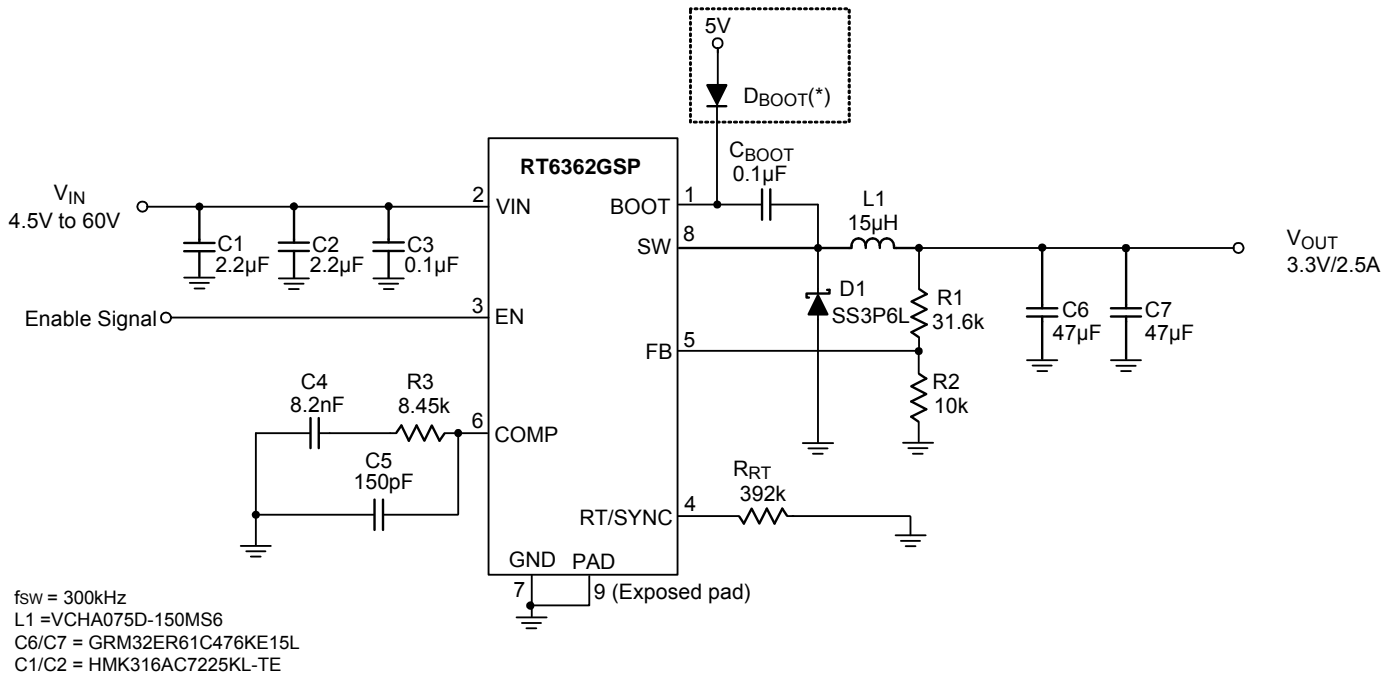 5V
DBOOT(*)
RT6362GSP
CBOOT
0.1µF
VIN
4.5V to 60V
2
VIN
BOOT
1
L1
15µH
SW
8
VOUT
3.3V/2.5A
C1
2.2µF
C2
2.2µF
C3
0.1µF
D1
SS3P6L
R1
31.6k
C6
47µF
C7
47µF
Enable Signal
3
EN
FB
5
R2
10k
C4
8.2nF
R3
8.45k
6
COMP
C5
150pF
RRT
392k
RT/SYNC
4
GND
PAD
7
9 (Exposed pad)
fSW = 300kHz
L1 =VCHA075D-150MS6
C6/C7 = GRM32ER61C476KE15L
C1/C2 = HMK316AC7225KL-TE